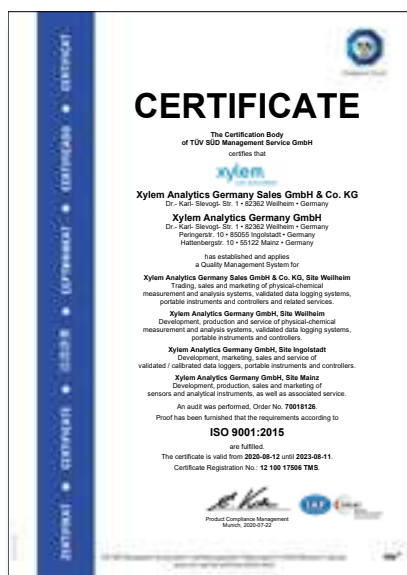 CERTIFICATE
The Certification Body
of TÜV SÜD Management Service GmbH
certifies that
xylem
Xylem Analytics Germany Sales GmbH & Co. KG
Dr.- Karl- Slevogt- Str. 1 • 82362 Weilheim • Germany
Xylem Analytics Germany GmbH
Dr.- Karl- Slevogt- Str. 1 • 82362 Weilheim • Germany
Peringerstr. 10 • 85055 Ingolstadt • Germany
Hattenbergstr. 10 • 55122 Mainz • Germany
has established and applies
a Quality Management System for
Xylem Analytics Germany Sales GmbH & Co. KG, Site Weilheim
Trading, sales and marketing of physical-chemical
measurement and analysis systems, validated data logging systems,
portable instruments and controllers and related services.
Xylem Analytics Germany GmbH, Site Weilheim
Development, production and service of physical-chemical
measurement and analysis systems, validated data logging systems,
portable instruments and controllers.
Xylem Analytics Germany GmbH, Site Ingolstadt
Development, marketing, sales and service of
validated / calibrated data loggers, portable instruments and controllers.
Xylem Analytics Germany GmbH, Site Mainz
Development, production, sales and marketing of
sensors and analytical instruments, as well as associated service.
An audit was performed, Order No. 70018126.
Proof has been furnished that the requirements according to
ISO 9001:2015
are fulfilled.
The certificate is valid from 2020-08-12 until 2023-08-11.
Certificate Registration No.: 12 100 17506 TMS.
Product Compliance Management
Munich, 2020-07-22
IAF
ZERTIFIKAT ◆ CERTIFICATE ◆ ◆ СЕРТИФИКАТ ◆ CERTIFICADO ◆ CERTIFICAT